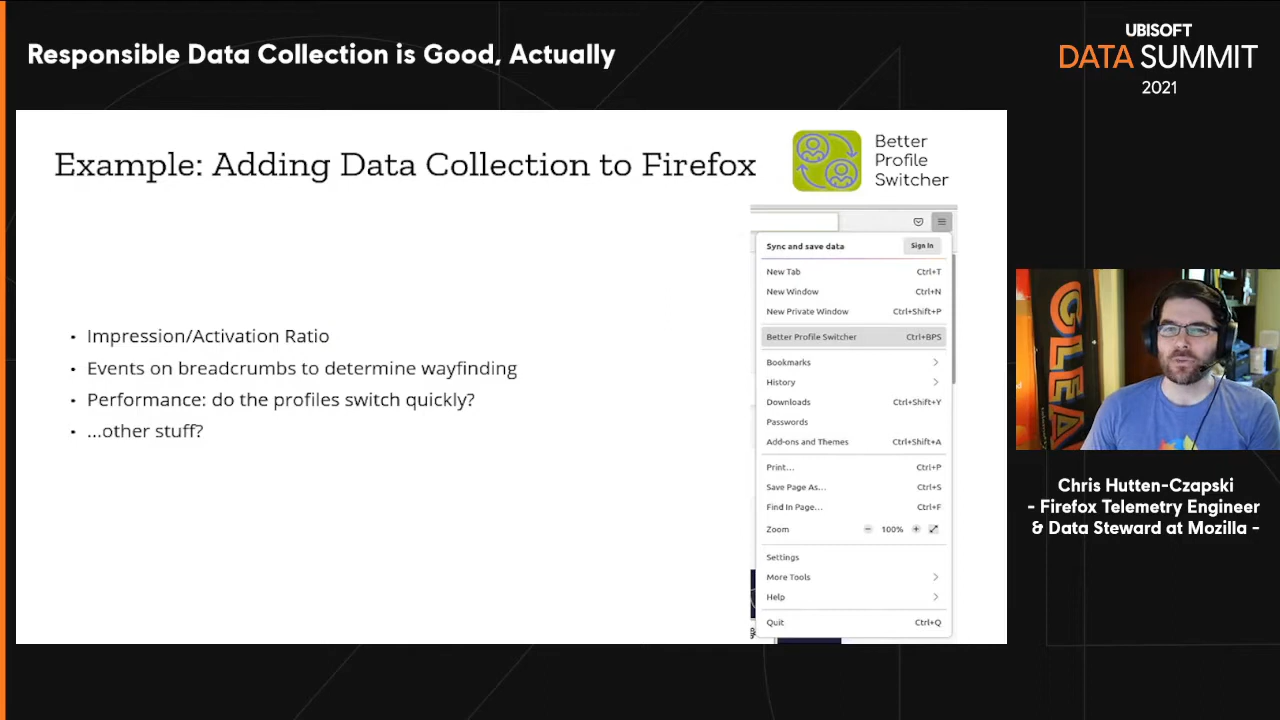 Responsible Data Collection is Good, Actually
UBISOFT
DATA SUMMIT
2021
Example: Adding Data Collection to Firefox
Better
Profile
Switcher
• Impression/Activation Ratio
• Events on breadcrumbs to determine wayfinding
• Performance: do the profiles switch quickly?
• ...other stuff?
Sync and save data Sign In
New Tab Ctrl+T
New Window Ctrl+N
New Private Window Ctrl+Shift+P
Better Profile Switcher Ctrl+BPS
Bookmarks
History
Downloads Ctrl+Shift+Y
Passwords
Add-ons and Themes Ctrl+Shift+A
Print... Ctrl+P
Save Page As... Ctrl+S
Find In Page... Ctrl+F
Zoom 100%
Settings
More Tools
Help
Quit Ctrl+Q
Chris Hutten-Czapski
- Firefox Telemetry Engineer
& Data Steward at Mozilla -